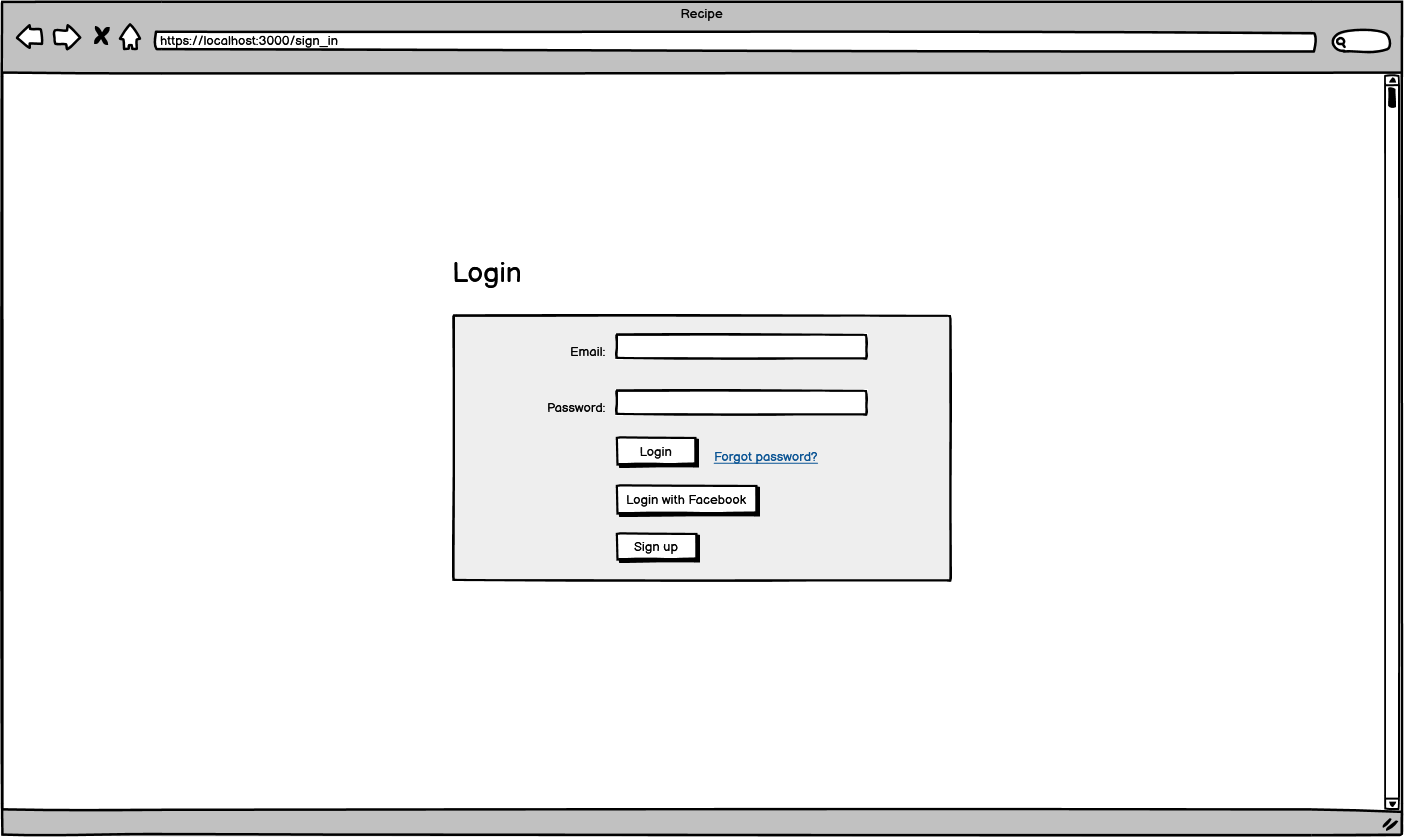 Recipe
https://localhost:3000/sign_in
Login
Email:
Password:
Login Forgot password?
Login with Facebook
Sign up